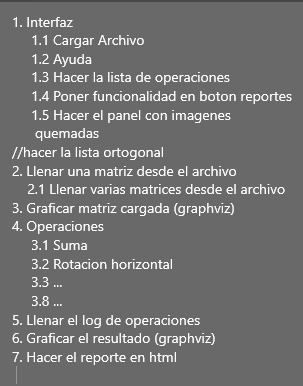 1. Interfaz
1.1 Cargar Archivo
1.2 Ayuda
1.3 Hacer la lista de operaciones
1.4 Poner funcionalidad en boton reportes
1.5 Hacer el panel con imagenes
quemadas
//hacer la lista ortogonal
2. Llenar una matriz desde el archivo
2.1 Llenar varias matrices desde el archivo
3. Graficar matriz cargada (graphviz)
4. Operaciones
3.1 Suma
3.2 Rotacion horizontal
3.3 ...
3.8 ...
5. Llenar el log de operaciones
6. Graficar el resultado (graphviz)
7. Hacer el reporte en html